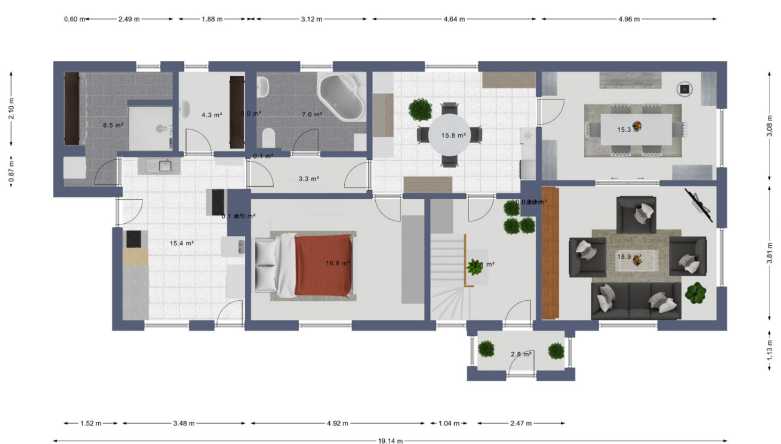 0.60 m
2.49 m
1.88 m
3.12 m
4.64 m
4.96 m
2.10 m
0.87 m
3.08 m
3.81 m
1.13 m
8.5 m²
4.3 m²
7.0 m²
15.8 m²
15.3
0.1 m²
3.3 m²
15.4 m²
16.9 m²
18.9 m²
2.8 m²
1.52 m
3.48 m
4.92 m
1.04 m
2.47 m
19.14 m